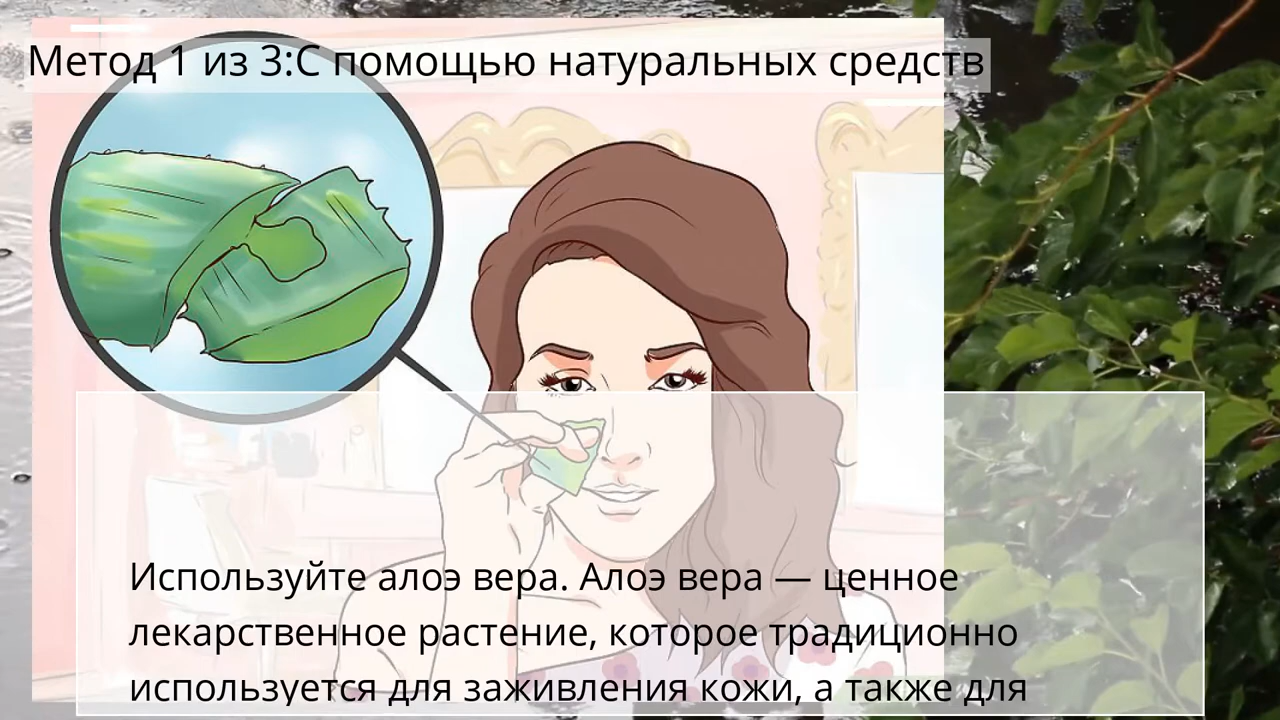 Метод 1 из 3:С помощью натуральных средств
Используйте алоэ вера. Алоэ вера — ценное
лекарственное растение, которое традиционно
используется для заживления кожи, а также для